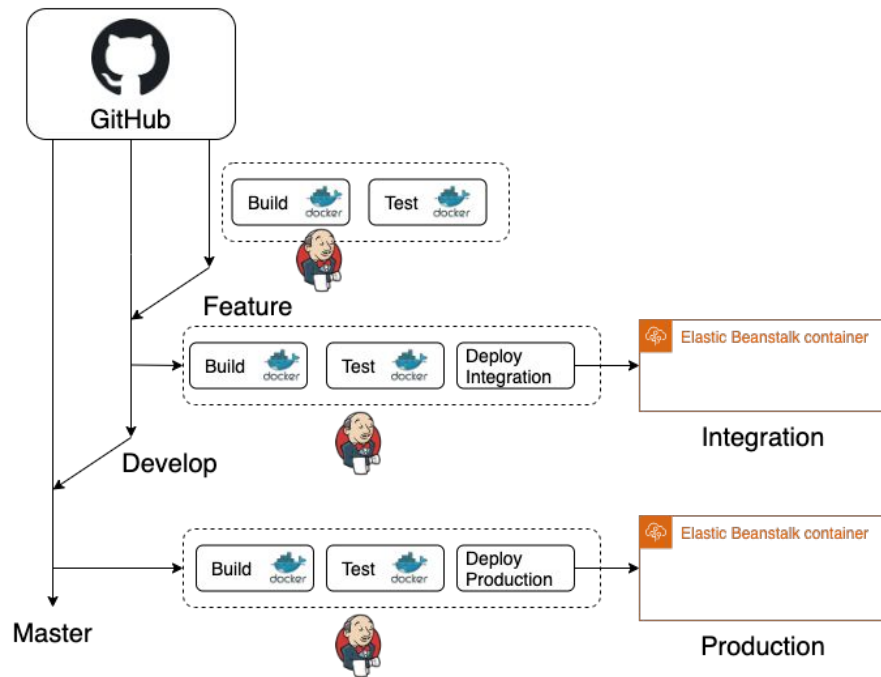 GitHub
Build docker
Test docker
Feature
Build docker
Test docker
Deploy
Integration
Elastic Beanstalk container
Integration
Develop
Build docker
Test docker
Deploy
Production
Elastic Beanstalk container
Master
Production